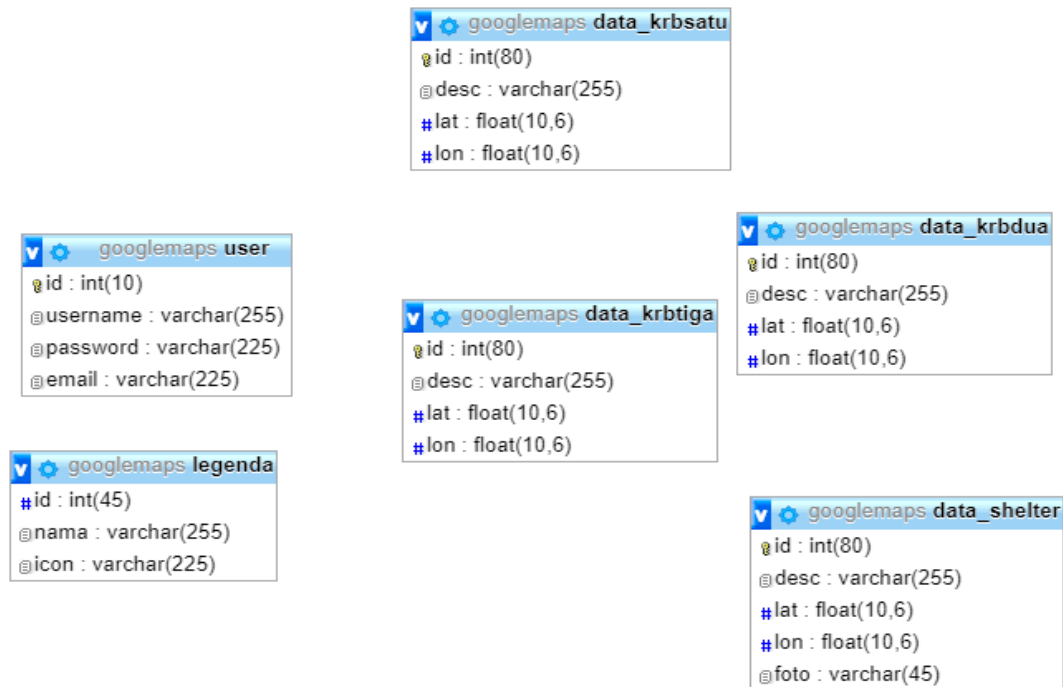 googlemaps data_krbsatu
id : int(80)
desc : varchar(255)
#lat : float(10,6)
#lon : float(10,6)
googlemaps user
id : int(10)
username : varchar(255)
password : varchar(225)
email : varchar(225)
googlemaps data_krbdua
id : int(80)
desc : varchar(255)
#lat : float(10,6)
#lon : float(10,6)
googlemaps data_krbtiga
id : int(80)
desc : varchar(255)
#lat : float(10,6)
#lon : float(10,6)
googlemaps legenda
#id : int(45)
nama : varchar(255)
icon : varchar(225)
googlemaps data_shelter
id : int(80)
desc : varchar(255)
#lat : float(10,6)
#lon : float(10,6)
foto : varchar(45)